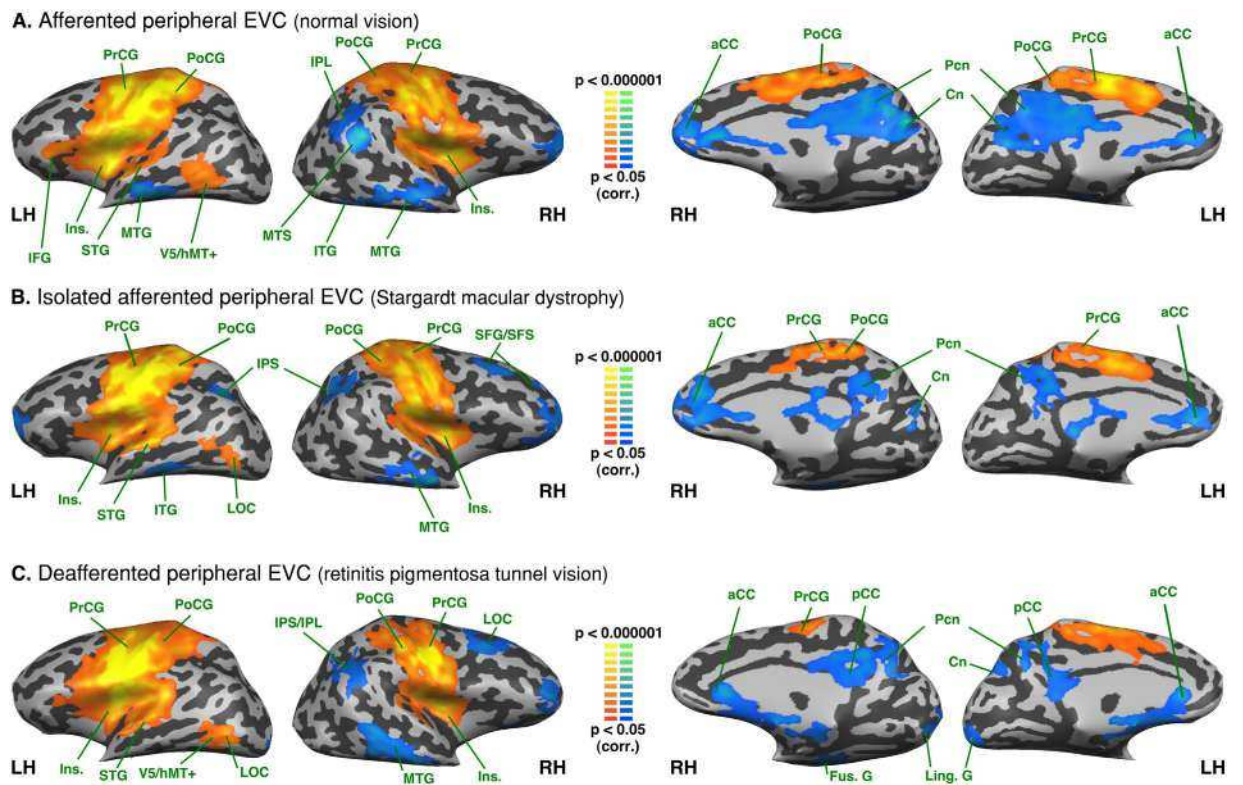 A. Afferented peripheral EVC (normal vision)
PrCG PoCG IPL PoCG PrCG
p < 0.000001
p < 0.05
(corr.)
aCC PoCG Pcn Cn PoCG PrCG aCC
LH RH RH LH
IFG Ins. STG MTG V5/hMT+ MTS ITG MTG Ins.
B. Isolated afferented peripheral EVC (Stargardt macular dystrophy)
PrCG PoCG IPS PoCG PrCG SFG/SFS
p < 0.000001
p < 0.05
(corr.)
aCC PrCG PoCG Pcn Cn PrCG aCC
LH RH RH LH
Ins. STG ITG LOC MTG Ins.
C. Deafferented peripheral EVC (retinitis pigmentosa tunnel vision)
PrCG PoCG IPS/IPL PoCG PrCG LOC
p < 0.000001
p < 0.05
(corr.)
aCC PrCG pCC Pcn Cn pCC aCC
LH RH RH LH
Ins. STG V5/hMT+ LOC MTG Ins. Fus. G Ling. G